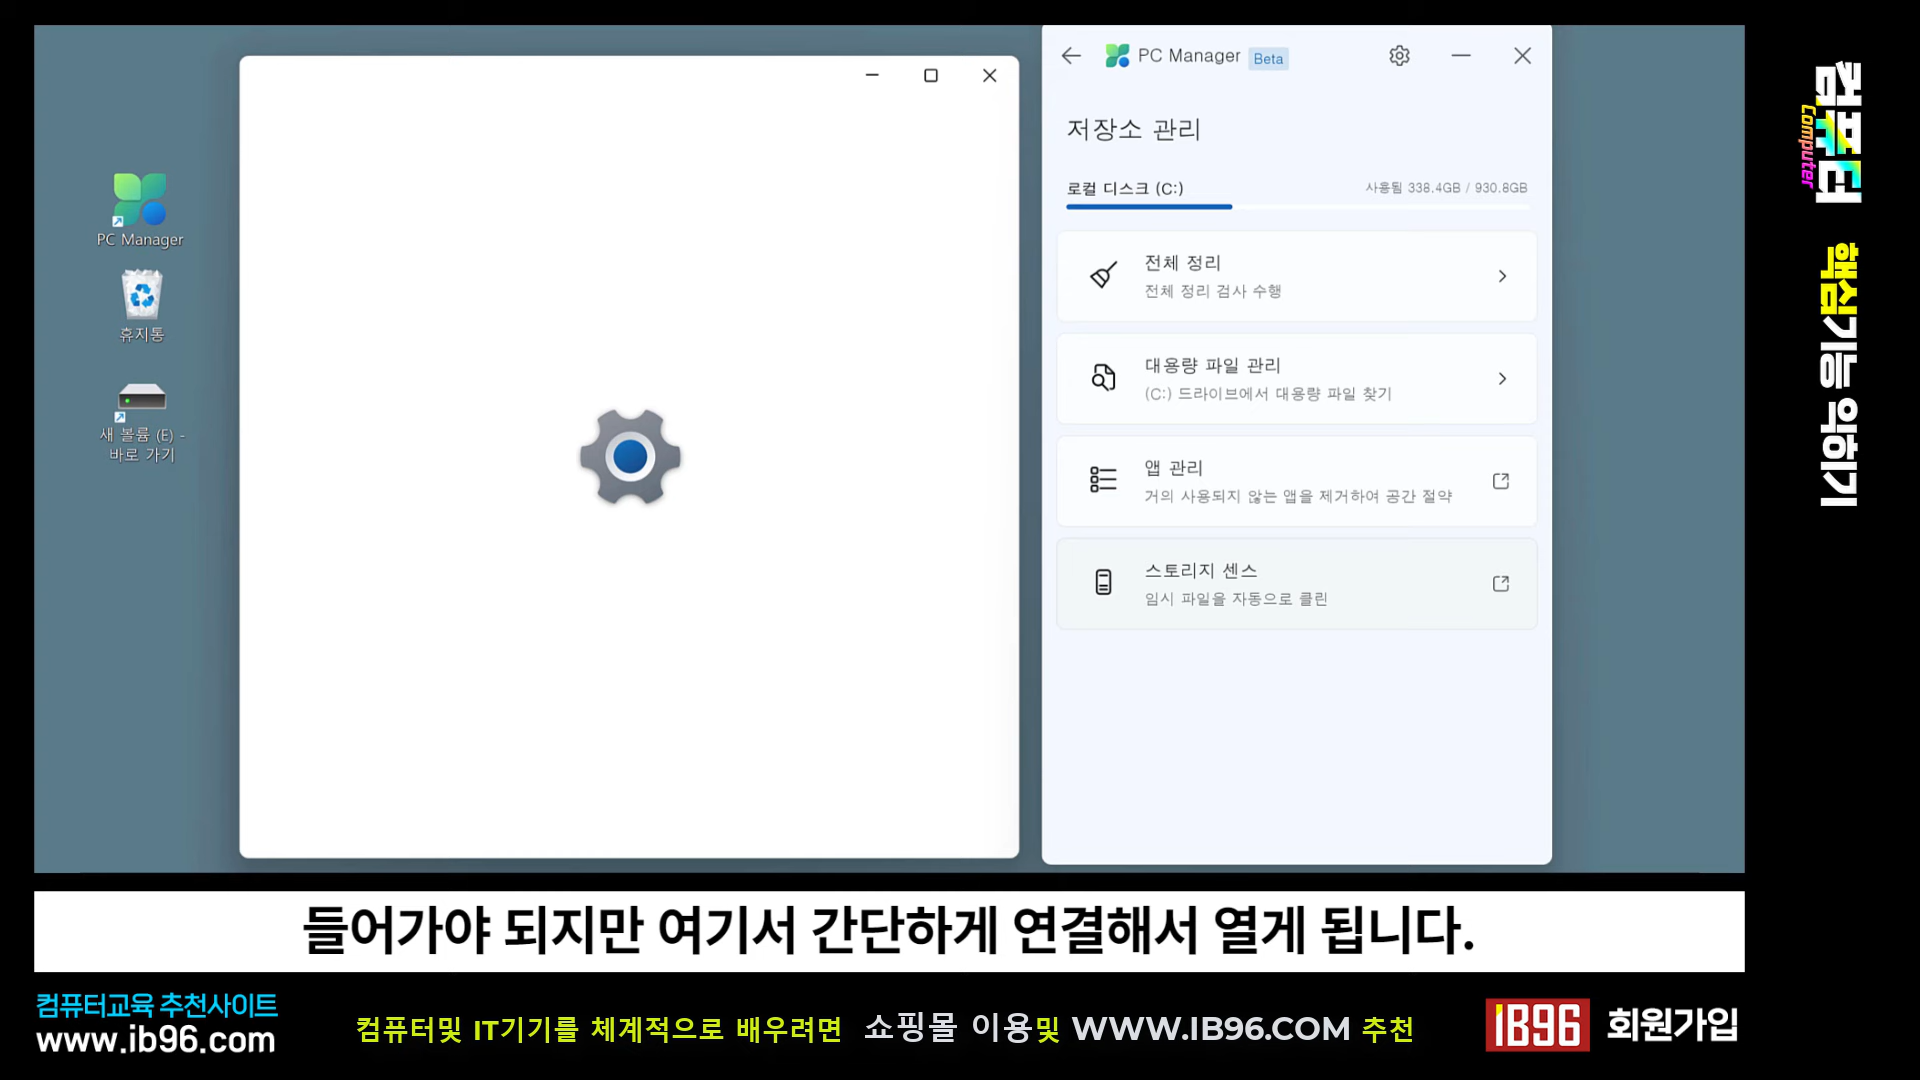 PC Manager
휴지통
새 볼륨 (E) -
바로 가기
PC Manager Beta
저장소 관리
로컬 디스크 (C:)
사용됨 338.4GB / 930.8GB
전체 정리
전체 정리 검사 수행
대용량 파일 관리
(C:) 드라이브에서 대용량 파일 찾기
앱 관리
거의 사용되지 않는 앱을 제거하여 공간 절약
스토리지 센스
임시 파일을 자동으로 클린
컴퓨터 핵심기능 익히기
Computer
들어가야 되지만 여기서 간단하게 연결해서 열게 됩니다.
컴퓨터교육 추천사이트
www.ib96.com
컴퓨터및 IT기기를 체계적으로 배우려면 쇼핑몰 이용및 WWW.IB96.COM 추천
IB96 회원가입